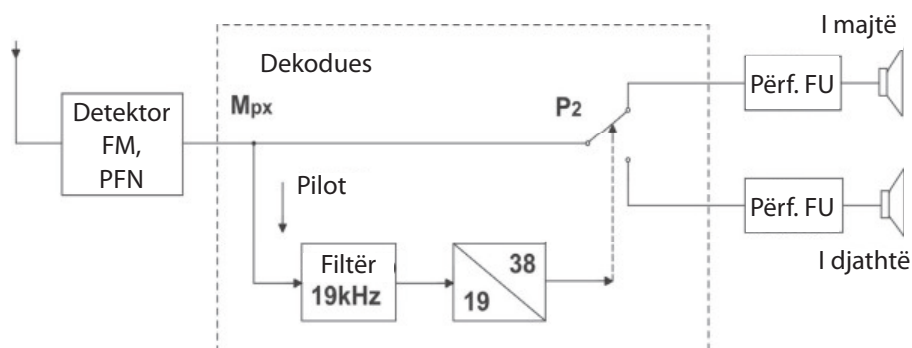 I majtë
Dekodues
Përf. FU
Mpx
P2
Detektor
FM,
PFN
Pilot
Përf. FU
Filtër
19kHz
38
19
I djathtë